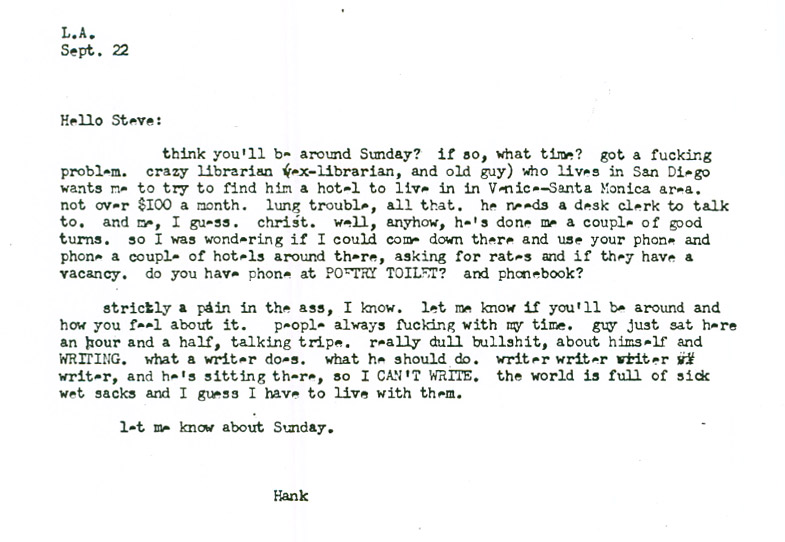 L.A.
Sept. 22
Hello Steve:
think you'll be around Sunday? if so, what time? got a fucking
problem. crazy librarian (ex-librarian, and old guy) who lives in San Diego
wants me to try to find him a hotel to live in in Venice-Santa Monica area.
not over $100 a month. lung trouble, all that. he needs a desk clerk to talk
to. and me, I guess. christ. well, anyhow, he's done me a couple of good
turns. so I was wondering if I could come down there and use your phone and
phone a couple of hotels around there, asking for rates and if they have a
vacancy. do you have phone at POETRY TOILET? and phonebook?
strictly a pain in the ass, I know. let me know if you'll be around and
how you feel about it. people always fucking with my time. guy just sat here
an hour and a half, talking tripe. really dull bullshit, about himself and
WRITING. what a writer does. what he should do. writer writer writer
writer, and he's sitting there, so I CAN'T WRITE. the world is full of sick
wet sacks and I guess I have to live with them.
let me know about Sunday.
Hank